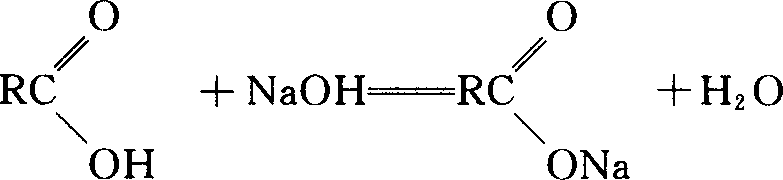 O O
RC + NaOH══RC + H₂O
OH ONa